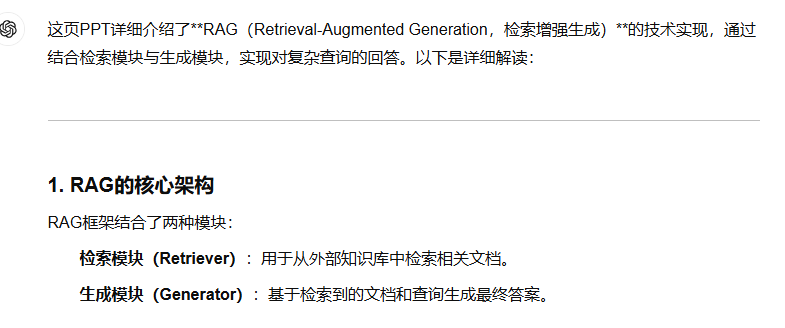 这页PPT详细介绍了**RAG（Retrieval-Augmented Generation，检索增强生成）**的技术实现，通过
结合检索模块与生成模块，实现对复杂查询的回答。以下是详细解读：
1. RAG的核心架构
RAG框架结合了两种模块：
检索模块（Retriever）：用于从外部知识库中检索相关文档。
生成模块（Generator）：基于检索到的文档和查询生成最终答案。